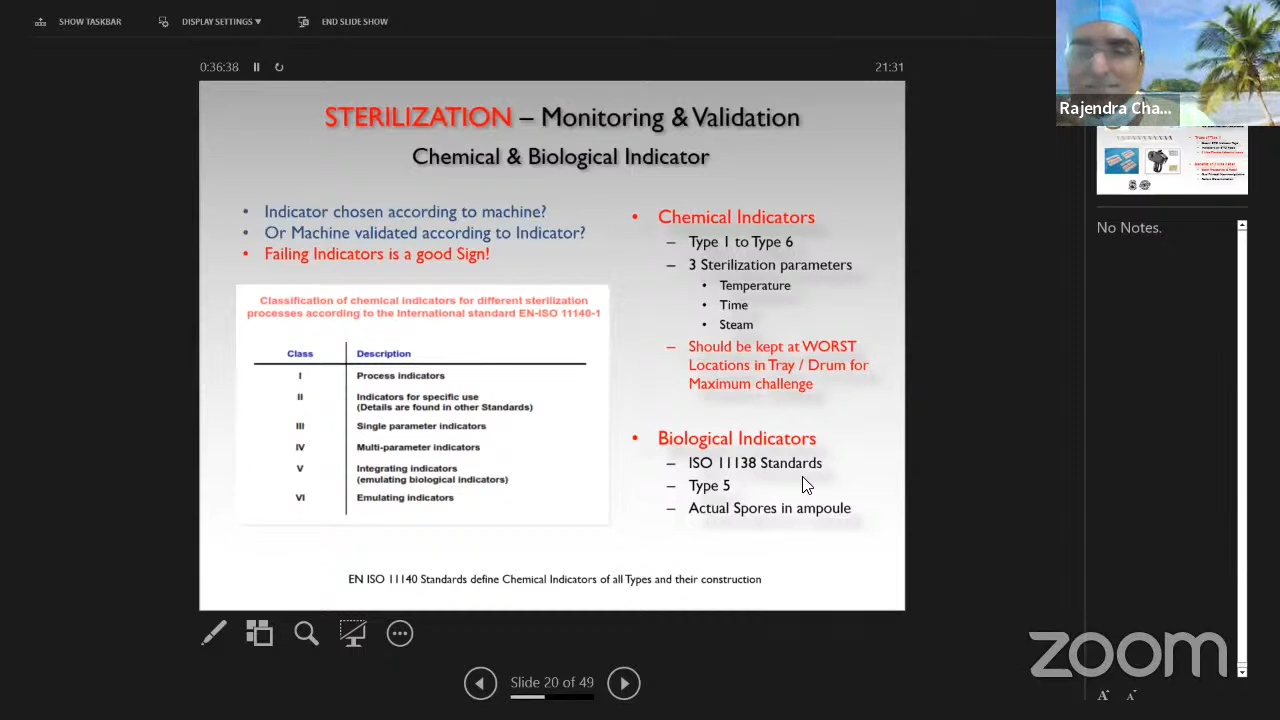 SHOW TASKBAR
DISPLAY SETTINGS ▼
END SLIDE SHOW
0:36:38
21:31
Rajendra Cha...
STERILIZATION – Monitoring & Validation
Chemical & Biological Indicator
• Indicator chosen according to machine?
• Or Machine validated according to Indicator?
• Failing Indicators is a good Sign!
Classification of chemical indicators for different sterilization
processes according to the International standard EN-ISO 11140-1
Class Description
I Process indicators
II Indicators for specific use
(Details are found in other Standards)
III Single parameter indicators
IV Multi-parameter indicators
V Integrating indicators
(emulating biological indicators)
VI Emulating indicators
• Chemical Indicators
– Type 1 to Type 6
– 3 Sterilization parameters
• Temperature
• Time
• Steam
– Should be kept at WORST
Locations in Tray / Drum for
Maximum challenge
• Biological Indicators
– ISO 11138 Standards
– Type 5
– Actual Spores in ampoule
EN ISO 11140 Standards define Chemical Indicators of all Types and their construction
No Notes.
Slide 20 of 49
zoom
A A